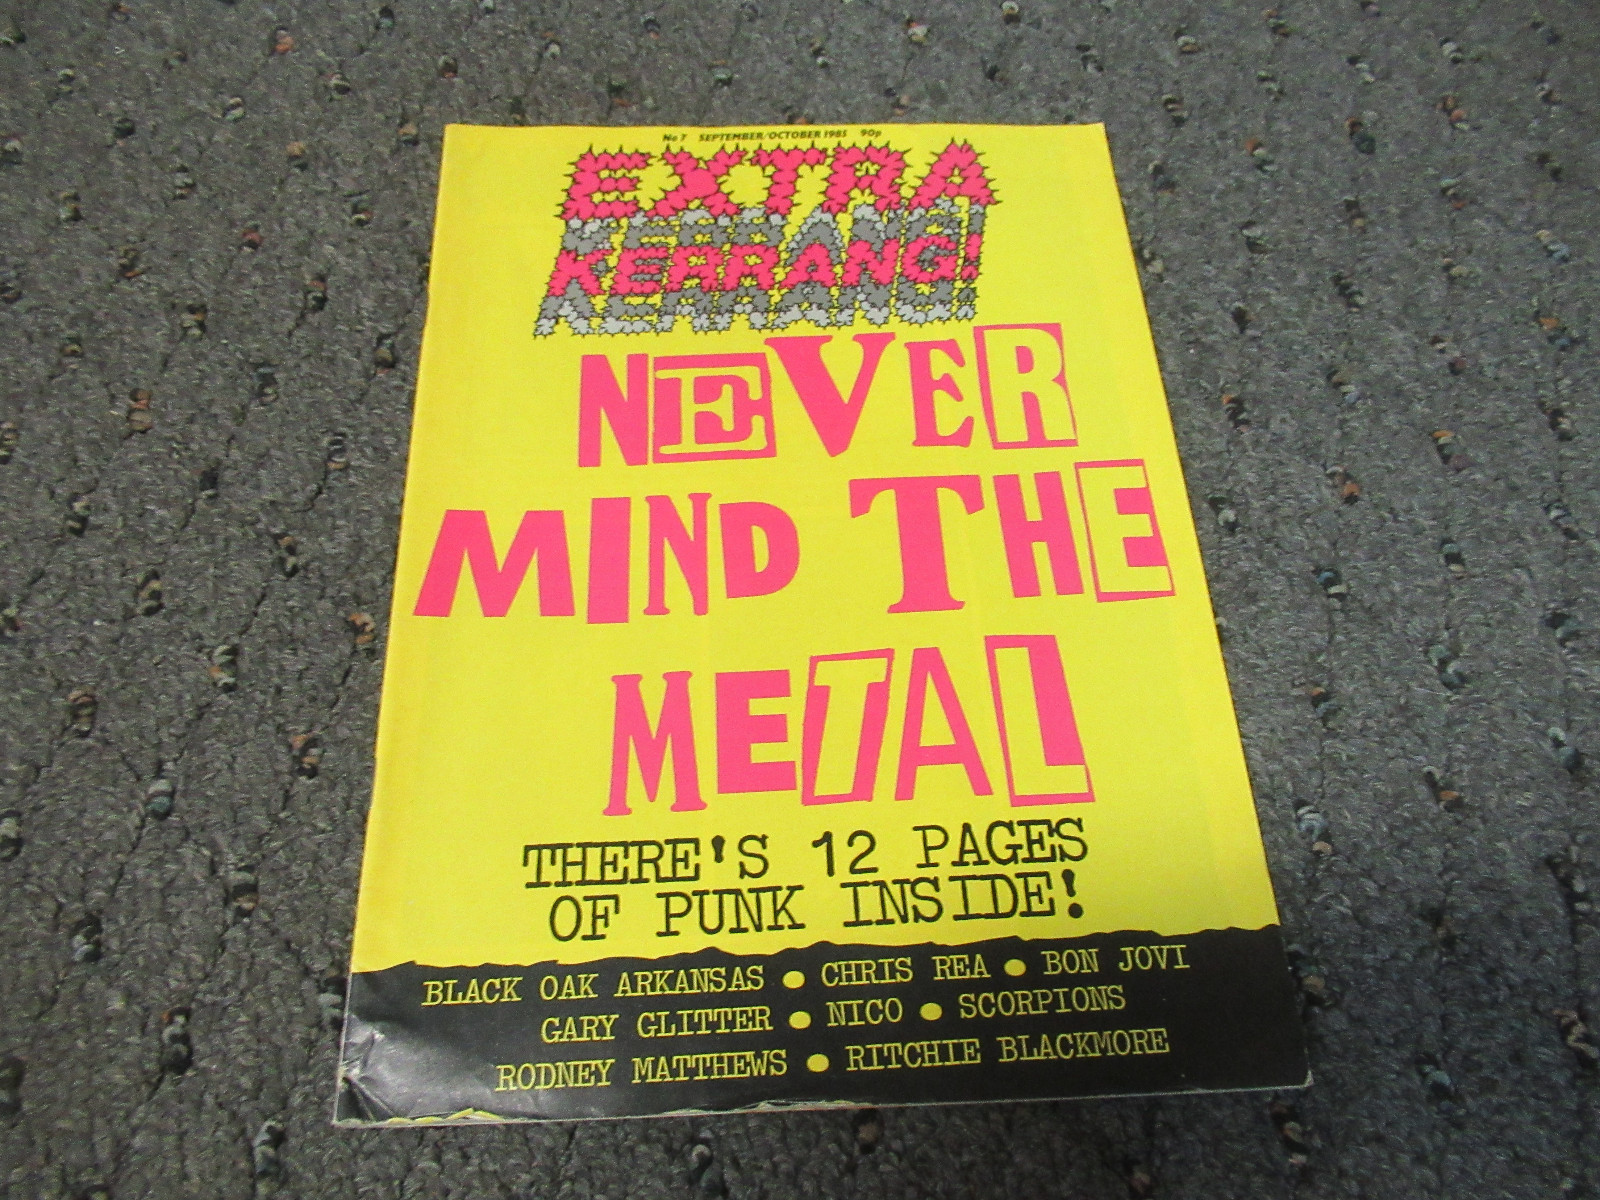 No 7 SEPTEMBER/OCTOBER 1985 90p
EXTRA
KERRANG!
KERRANG!
KERRANG!
NEVER
MIND THE
METAL
THERE'S 12 PAGES
OF PUNK INSIDE!
BLACK OAK ARKANSAS ● CHRIS REA ● BON JOVI
GARY GLITTER ● NICO ● SCORPIONS
RODNEY MATTHEWS ● RITCHIE BLACKMORE